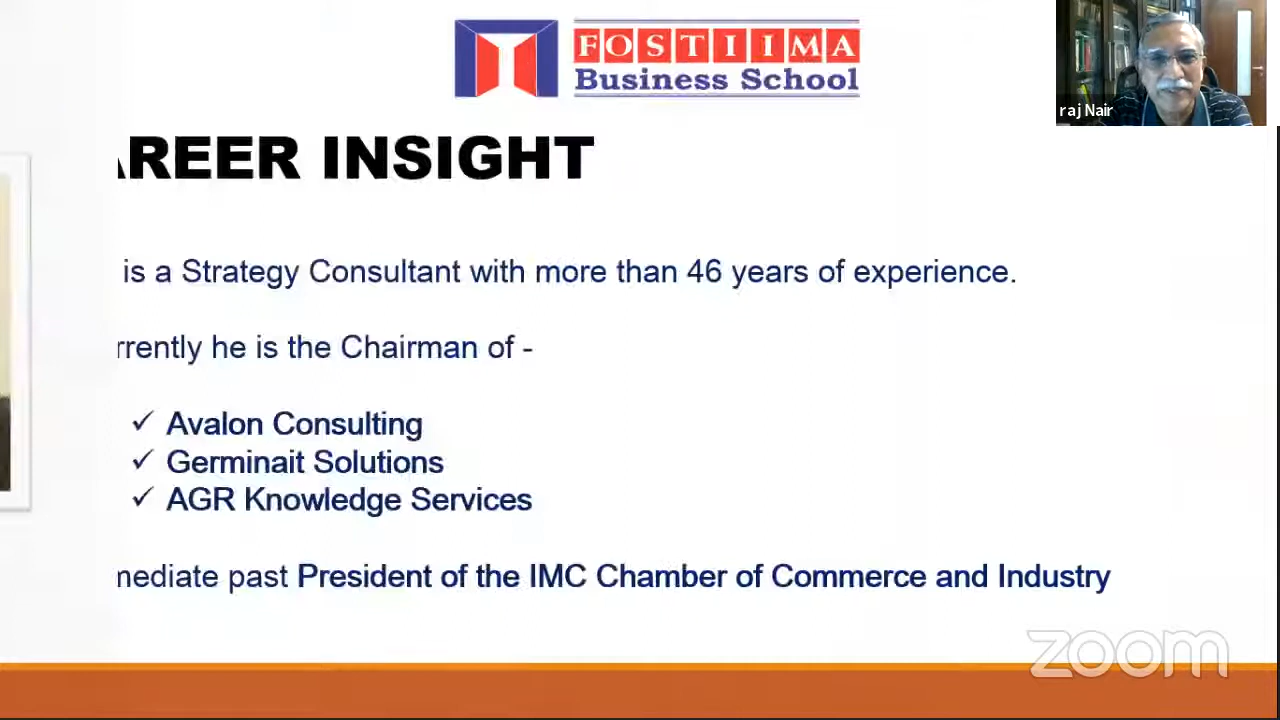 FOSTIIMA
Business School
raj Nair
AREER INSIGHT
is a Strategy Consultant with more than 46 years of experience.
rrently he is the Chairman of -
✓ Avalon Consulting
✓ Germinait Solutions
✓ AGR Knowledge Services
mediate past President of the IMC Chamber of Commerce and Industry
zoom